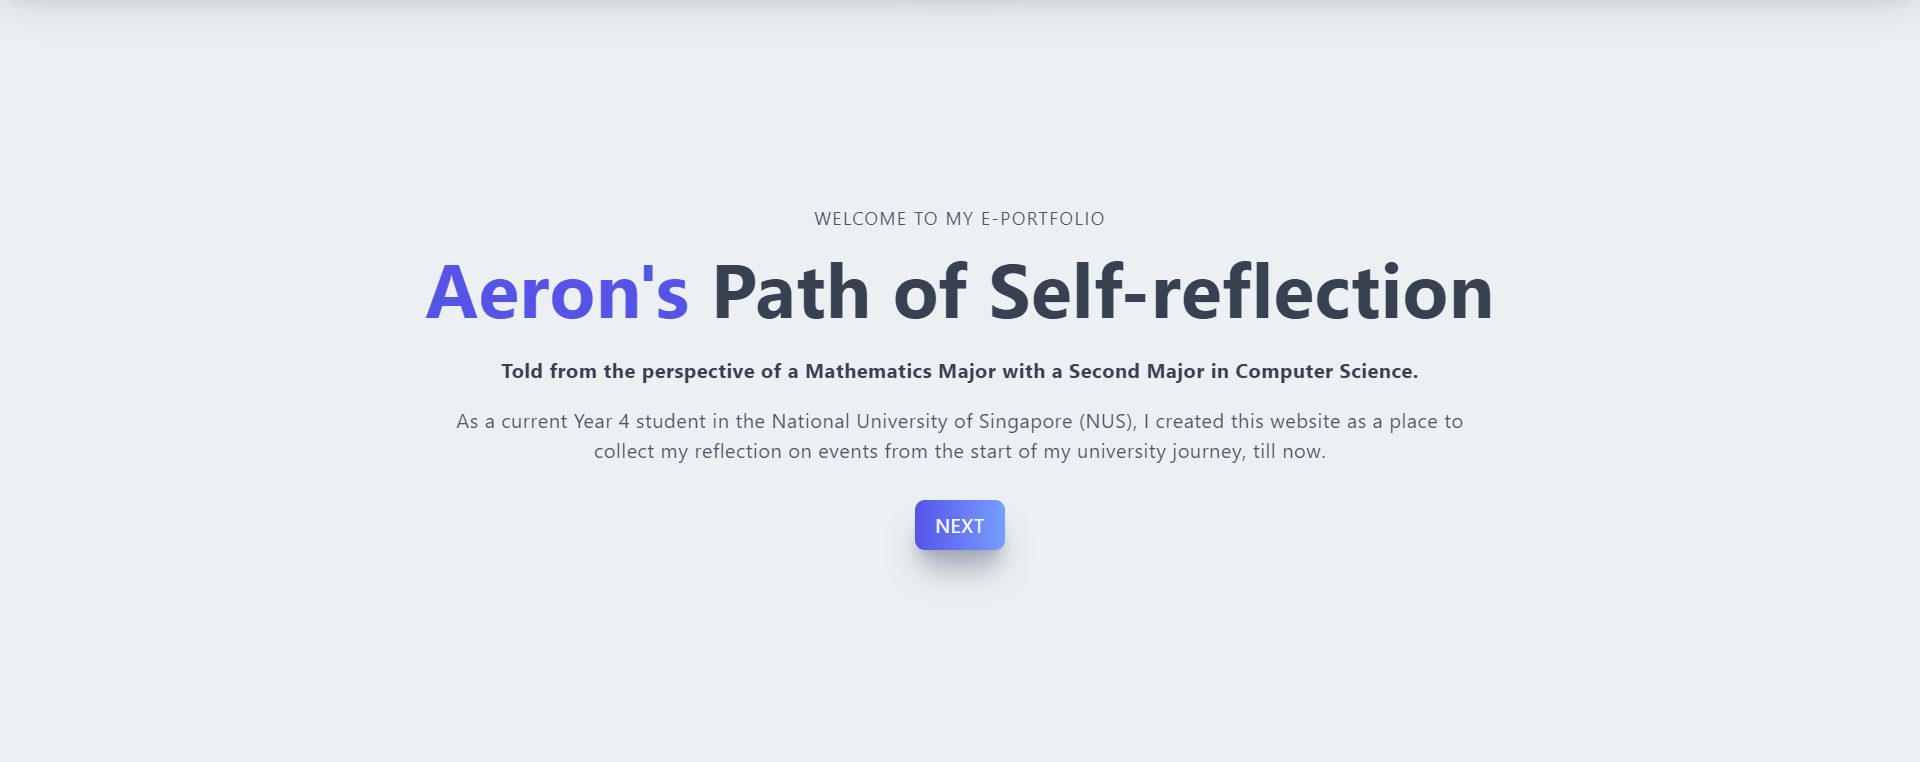 WELCOME TO MY E-PORTFOLIO
Aeron's Path of Self-reflection
Told from the perspective of a Mathematics Major with a Second Major in Computer Science.
As a current Year 4 student in the National University of Singapore (NUS), I created this website as a place to
collect my reflection on events from the start of my university journey, till now.
NEXT